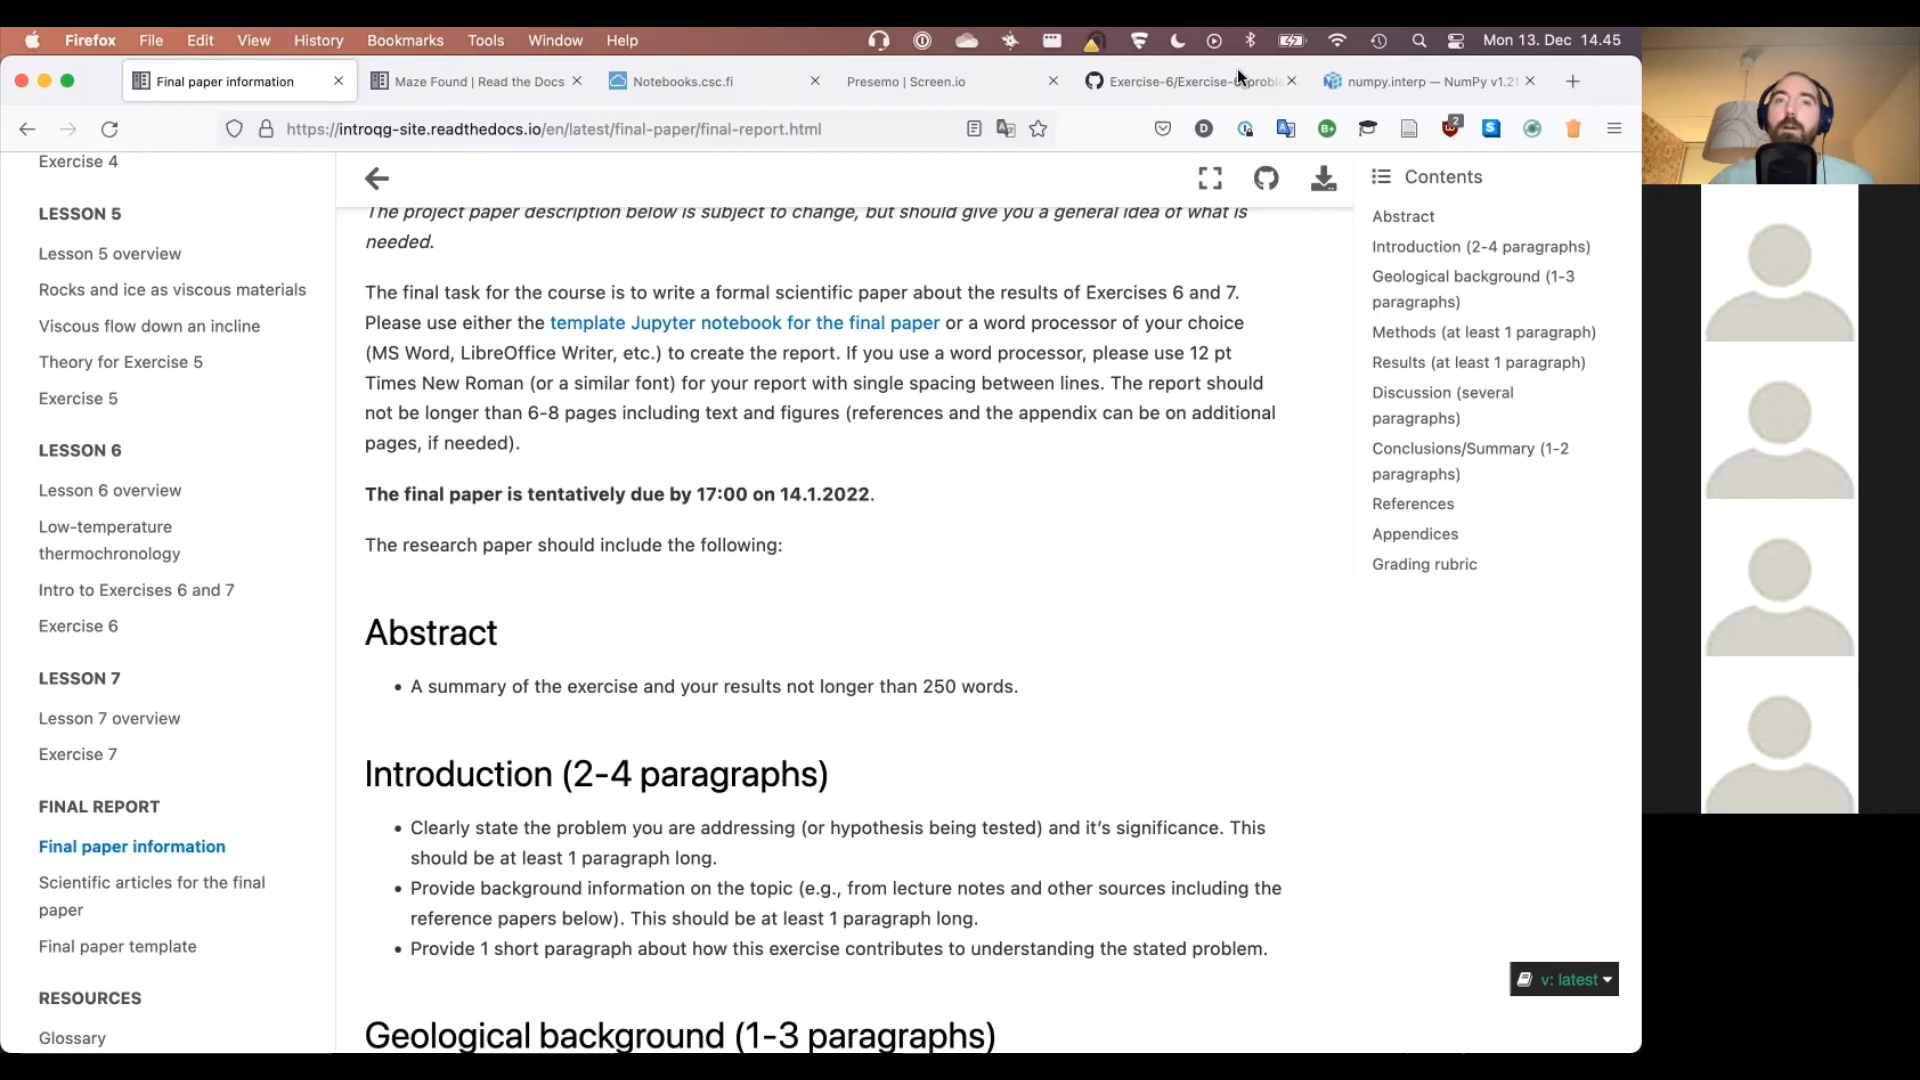 Firefox File Edit View History Bookmarks Tools Window Help Mon 13. Dec 14.45
Final paper information Maze Found | Read the Docs Notebooks.csc.fi Presemo | Screen.io Exercise-6/Exercise-6 numpy.interp — NumPy v1.21
https://introqg-site.readthedocs.io/en/latest/final-paper/final-report.html
2
Exercise 4
LESSON 5
Lesson 5 overview
Rocks and ice as viscous materials
Viscous flow down an incline
Theory for Exercise 5
Exercise 5
LESSON 6
Lesson 6 overview
Low-temperature
thermochronology
Intro to Exercises 6 and 7
Exercise 6
LESSON 7
Lesson 7 overview
Exercise 7
FINAL REPORT
Final paper information
Scientific articles for the final
paper
Final paper template
RESOURCES
Glossary
The project paper description below is subject to change, but should give you a general idea of what is
needed.
The final task for the course is to write a formal scientific paper about the results of Exercises 6 and 7.
Please use either the template Jupyter notebook for the final paper or a word processor of your choice
(MS Word, LibreOffice Writer, etc.) to create the report. If you use a word processor, please use 12 pt
Times New Roman (or a similar font) for your report with single spacing between lines. The report should
not be longer than 6-8 pages including text and figures (references and the appendix can be on additional
pages, if needed).
The final paper is tentatively due by 17:00 on 14.1.2022.
The research paper should include the following:
Abstract
• A summary of the exercise and your results not longer than 250 words.
Introduction (2-4 paragraphs)
• Clearly state the problem you are addressing (or hypothesis being tested) and it's significance. This
should be at least 1 paragraph long.
• Provide background information on the topic (e.g., from lecture notes and other sources including the
reference papers below). This should be at least 1 paragraph long.
• Provide 1 short paragraph about how this exercise contributes to understanding the stated problem.
Geological background (1-3 paragraphs)
Contents
Abstract
Introduction (2-4 paragraphs)
Geological background (1-3
paragraphs)
Methods (at least 1 paragraph)
Results (at least 1 paragraph)
Discussion (several
paragraphs)
Conclusions/Summary (1-2
paragraphs)
References
Appendices
Grading rubric
v: latest